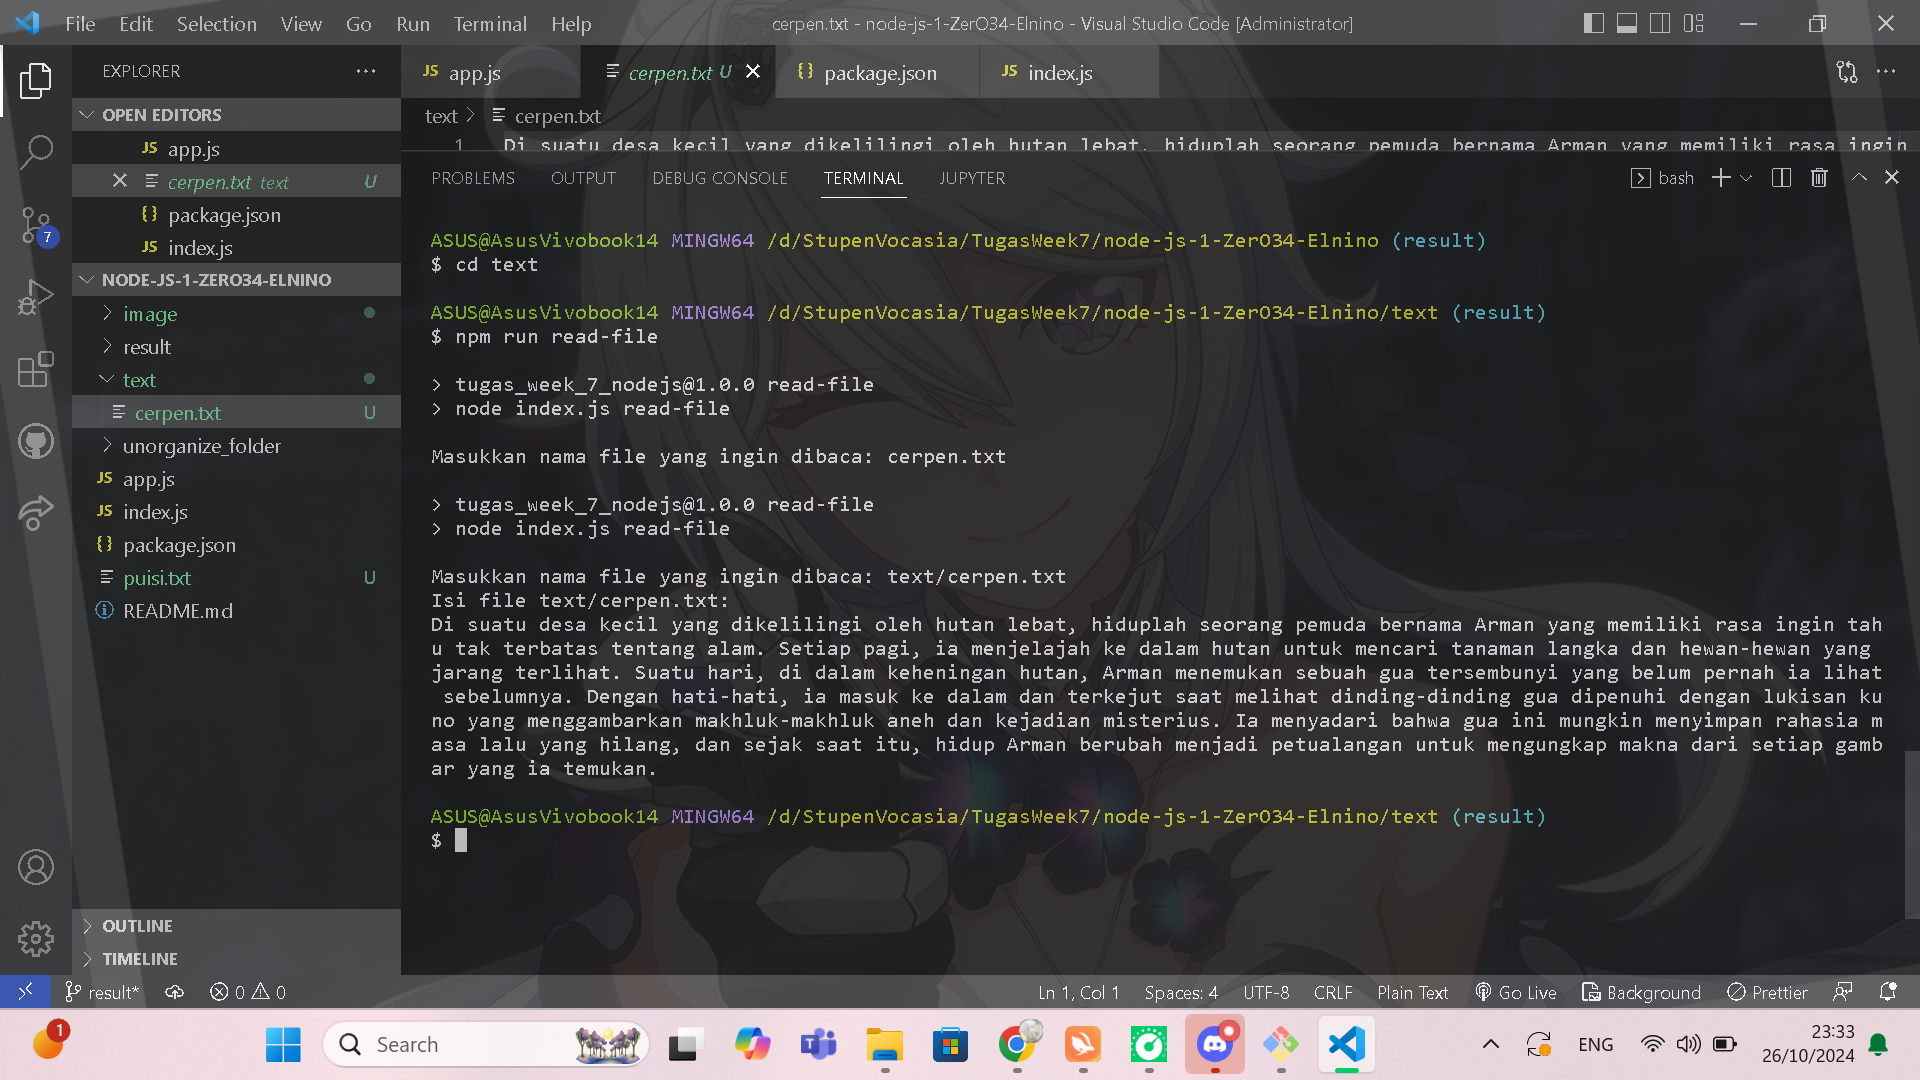 File Edit Selection View Go Run Terminal Help
cerpen.txt - node-js-1-ZerO34-Elnino - Visual Studio Code [Administrator]
EXPLORER
OPEN EDITORS
JS app.js
cerpen.txt text U
{} package.json
JS index.js
NODE-JS-1-ZERO34-ELNINO
image
result
text
cerpen.txt U
unorganize_folder
JS app.js
JS index.js
{} package.json
puisi.txt U
README.md
OUTLINE
TIMELINE
7
JS app.js
cerpen.txt U
{} package.json
JS index.js
text > cerpen.txt
1 Di suatu desa kecil yang dikelilingi oleh hutan lebat, hiduplah seorang pemuda bernama Arman yang memiliki rasa ingin
PROBLEMS OUTPUT DEBUG CONSOLE TERMINAL JUPYTER
bash
ASUS@AsusVivobook14 MINGW64 /d/StupenVocasia/TugasWeek7/node-js-1-ZerO34-Elnino (result)
$ cd text
ASUS@AsusVivobook14 MINGW64 /d/StupenVocasia/TugasWeek7/node-js-1-ZerO34-Elnino/text (result)
$ npm run read-file
> tugas_week_7_nodejs@1.0.0 read-file
> node index.js read-file
Masukkan nama file yang ingin dibaca: cerpen.txt
> tugas_week_7_nodejs@1.0.0 read-file
> node index.js read-file
Masukkan nama file yang ingin dibaca: text/cerpen.txt
Isi file text/cerpen.txt:
Di suatu desa kecil yang dikelilingi oleh hutan lebat, hiduplah seorang pemuda bernama Arman yang memiliki rasa ingin tah
u tak terbatas tentang alam. Setiap pagi, ia menjelajah ke dalam hutan untuk mencari tanaman langka dan hewan-hewan yang
jarang terlihat. Suatu hari, di dalam keheningan hutan, Arman menemukan sebuah gua tersembunyi yang belum pernah ia lihat
sebelumnya. Dengan hati-hati, ia masuk ke dalam dan terkejut saat melihat dinding-dinding gua dipenuhi dengan lukisan ku
no yang menggambarkan makhluk-makhluk aneh dan kejadian misterius. Ia menyadari bahwa gua ini mungkin menyimpan rahasia m
asa lalu yang hilang, dan sejak saat itu, hidup Arman berubah menjadi petualangan untuk mengungkap makna dari setiap gamb
ar yang ia temukan.
ASUS@AsusVivobook14 MINGW64 /d/StupenVocasia/TugasWeek7/node-js-1-ZerO34-Elnino/text (result)
$
result* 0 0
Ln 1, Col 1 Spaces: 4 UTF-8 CRLF Plain Text Go Live Background Prettier
1
Search
ENG
23:33
26/10/2024